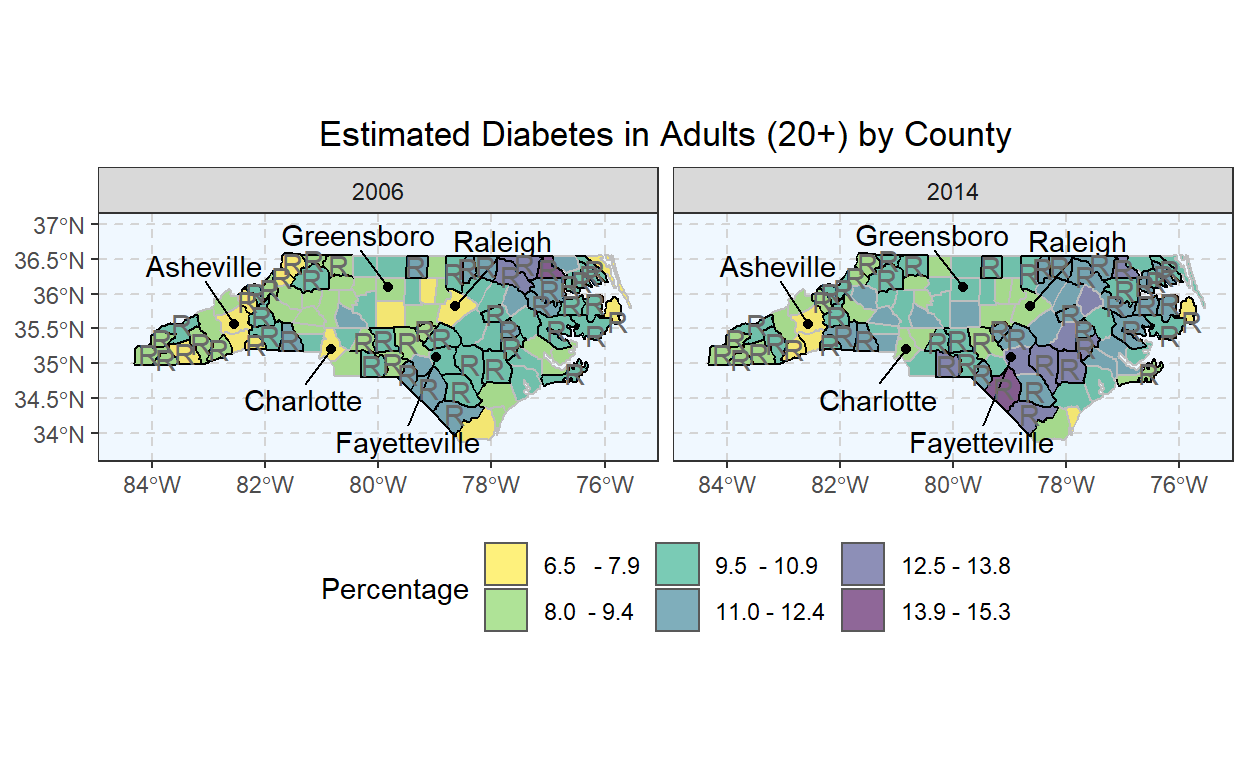 Estimated Diabetes in Adults (20+) by County
2006
2014
37°N
36.5°N
36°N
35.5°N
35°N
34.5°N
34°N
Greensboro
Raleigh
Asheville
Charlotte
Fayetteville
Greensboro
Raleigh
Asheville
Charlotte
Fayetteville
84°W 82°W 80°W 78°W 76°W
84°W 82°W 80°W 78°W 76°W
Percentage
6.5 - 7.9
8.0 - 9.4
9.5 - 10.9
11.0 - 12.4
12.5 - 13.8
13.9 - 15.3